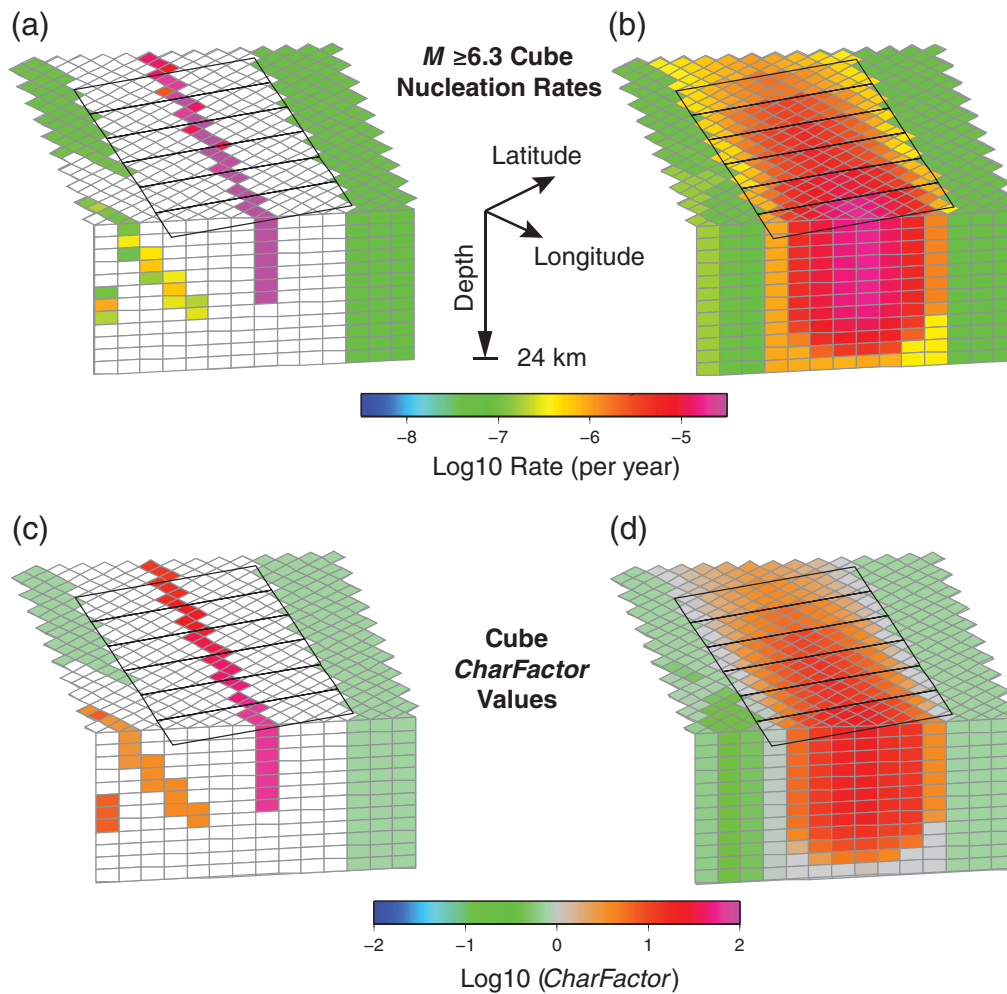 (a)
M ≥6.3 Cube
Nucleation Rates
(b)
Latitude
Longitude
Depth
24 km
−8
−7
−6
−5
Log10 Rate (per year)
(c)
(d)
Cube
CharFactor
Values
−2
−1
0
1
2
Log10 (CharFactor)